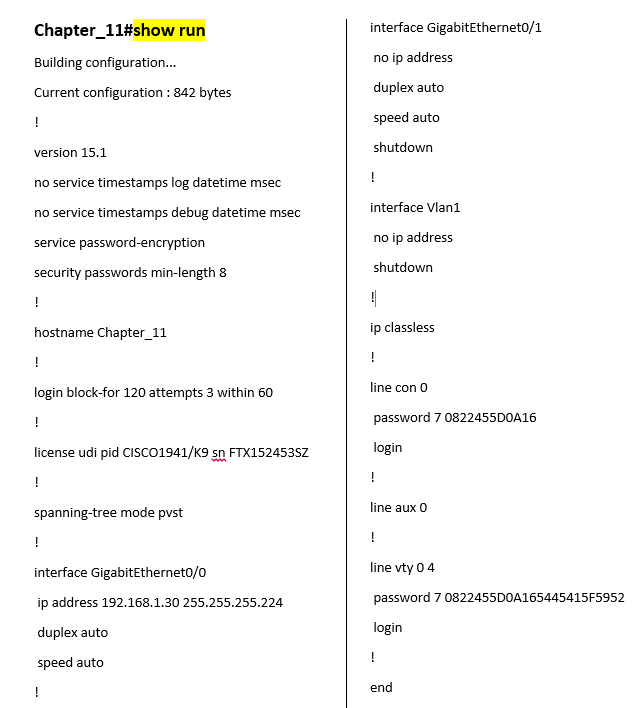 Chapter_11#show run
Building configuration...
Current configuration : 842 bytes
!
version 15.1
no service timestamps log datetime msec
no service timestamps debug datetime msec
service password-encryption
security passwords min-length 8
!
hostname Chapter_11
!
login block-for 120 attempts 3 within 60
!
license udi pid CISCO1941/K9 sn FTX152453SZ
!
spanning-tree mode pvst
!
interface GigabitEthernet0/0
ip address 192.168.1.30 255.255.255.224
duplex auto
speed auto
!
interface GigabitEthernet0/1
no ip address
duplex auto
speed auto
shutdown
!
interface Vlan1
no ip address
shutdown
!
ip classless
!
line con 0
password 7 0822455D0A16
login
!
line aux 0
!
line vty 0 4
password 7 0822455D0A165445415F5952
login
!
end